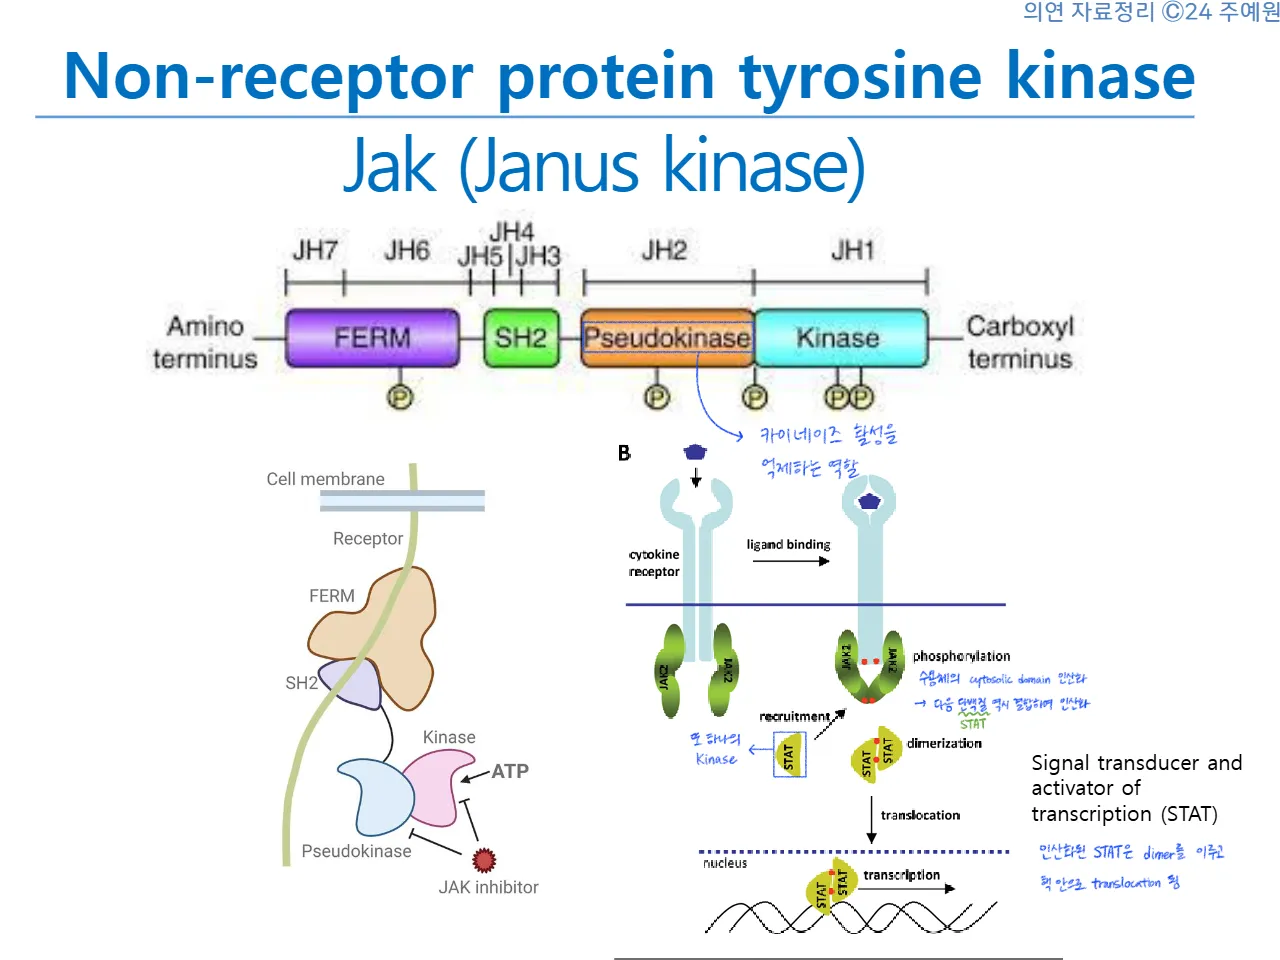 의연 자료정리 Ⓒ24 주예원
Non-receptor protein tyrosine kinase
Jak (Janus kinase)
JH7 JH6 JH5 JH4 JH3 JH2 JH1
Amino terminus
FERM
SH2
Pseudokinase
Kinase
Carboxyl terminus
P P P P P
카이네이즈 활성을
억제하는 역할
Cell membrane
Receptor
FERM
SH2
Kinase
ATP
Pseudokinase
JAK inhibitor
B
cytokine
receptor
ligand binding
JAK2 JAK2
JAK2 JAK2
phosphorylation
수용체의 cytosolic domain 인산화
→ 다음 단백질 역시 결합하여 인산화
STAT
recruitment
또 하나의
Kinase
STAT
STAT STAT
dimerization
translocation
nucleus
STAT STAT
transcription
Signal transducer and
activator of
transcription (STAT)
인산화된 STAT은 dimer를 이루고
핵 안으로 translocation 됨